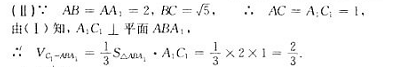 (Ⅱ)∵ AB = AA₁ = 2, BC = √5, ∴ AC = A₁C₁ = 1,
由(Ⅰ)知, A₁C₁ ⊥ 平面 ABA₁,
∴ V_{C₁-ABA₁} = 1/3 S_{△ABA₁} · A₁C₁ = 1/3 × 2 × 1 = 2/3.